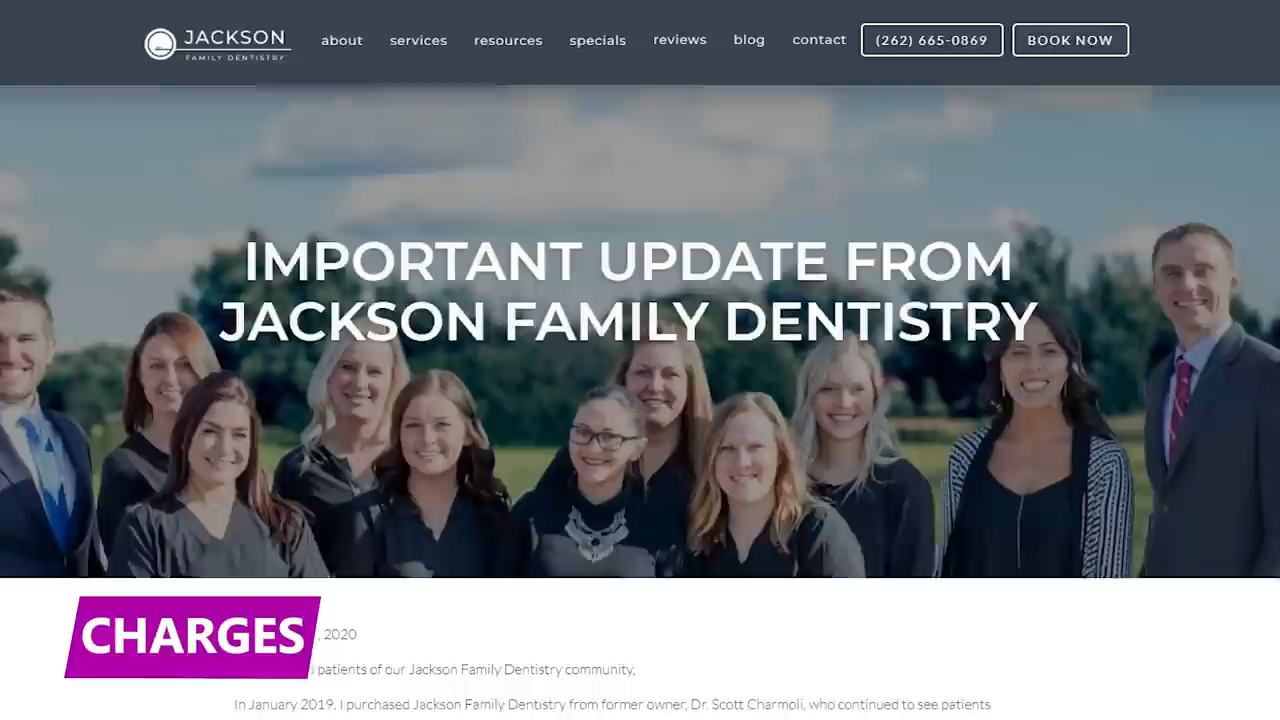 JACKSON
FAMILY DENTISTRY
about services resources specials reviews blog contact (262) 665-0869 BOOK NOW
IMPORTANT UPDATE FROM
JACKSON FAMILY DENTISTRY
CHARGES , 2020
patients of our Jackson Family Dentistry community,
In January 2019, I purchased Jackson Family Dentistry from former owner, Dr. Scott Charmoli, who continued to see patients